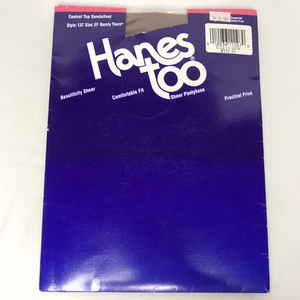 Control Top Sandalfoot
Style: 137 Size: EF Barely There*
Hanes
too
®
Beautifully Sheer
Comfortable Fit
Sheer Pantyhose
Practical Price